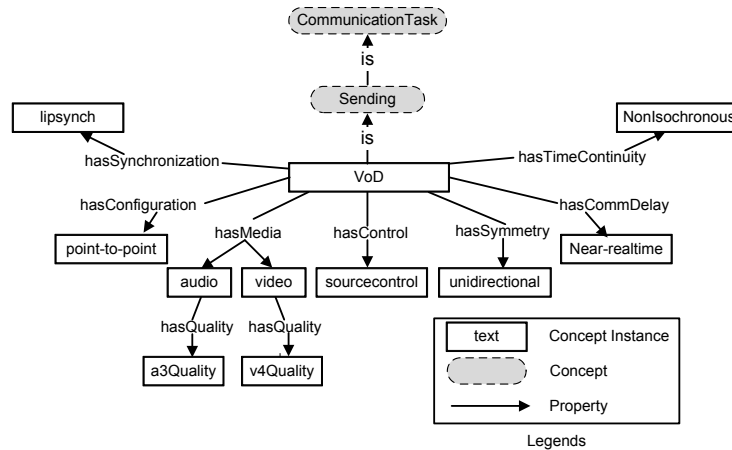 CommunicationTask
is
Sending
is
lipsynch
NonIsochronous
hasSynchronization
hasTimeContinuity
VoD
hasConfiguration
hasCommDelay
hasMedia
hasControl
hasSymmetry
point-to-point
Near-realtime
audio
video
sourcecontrol
unidirectional
hasQuality
hasQuality
a3Quality
v4Quality
text
Concept Instance
Concept
Property
Legends